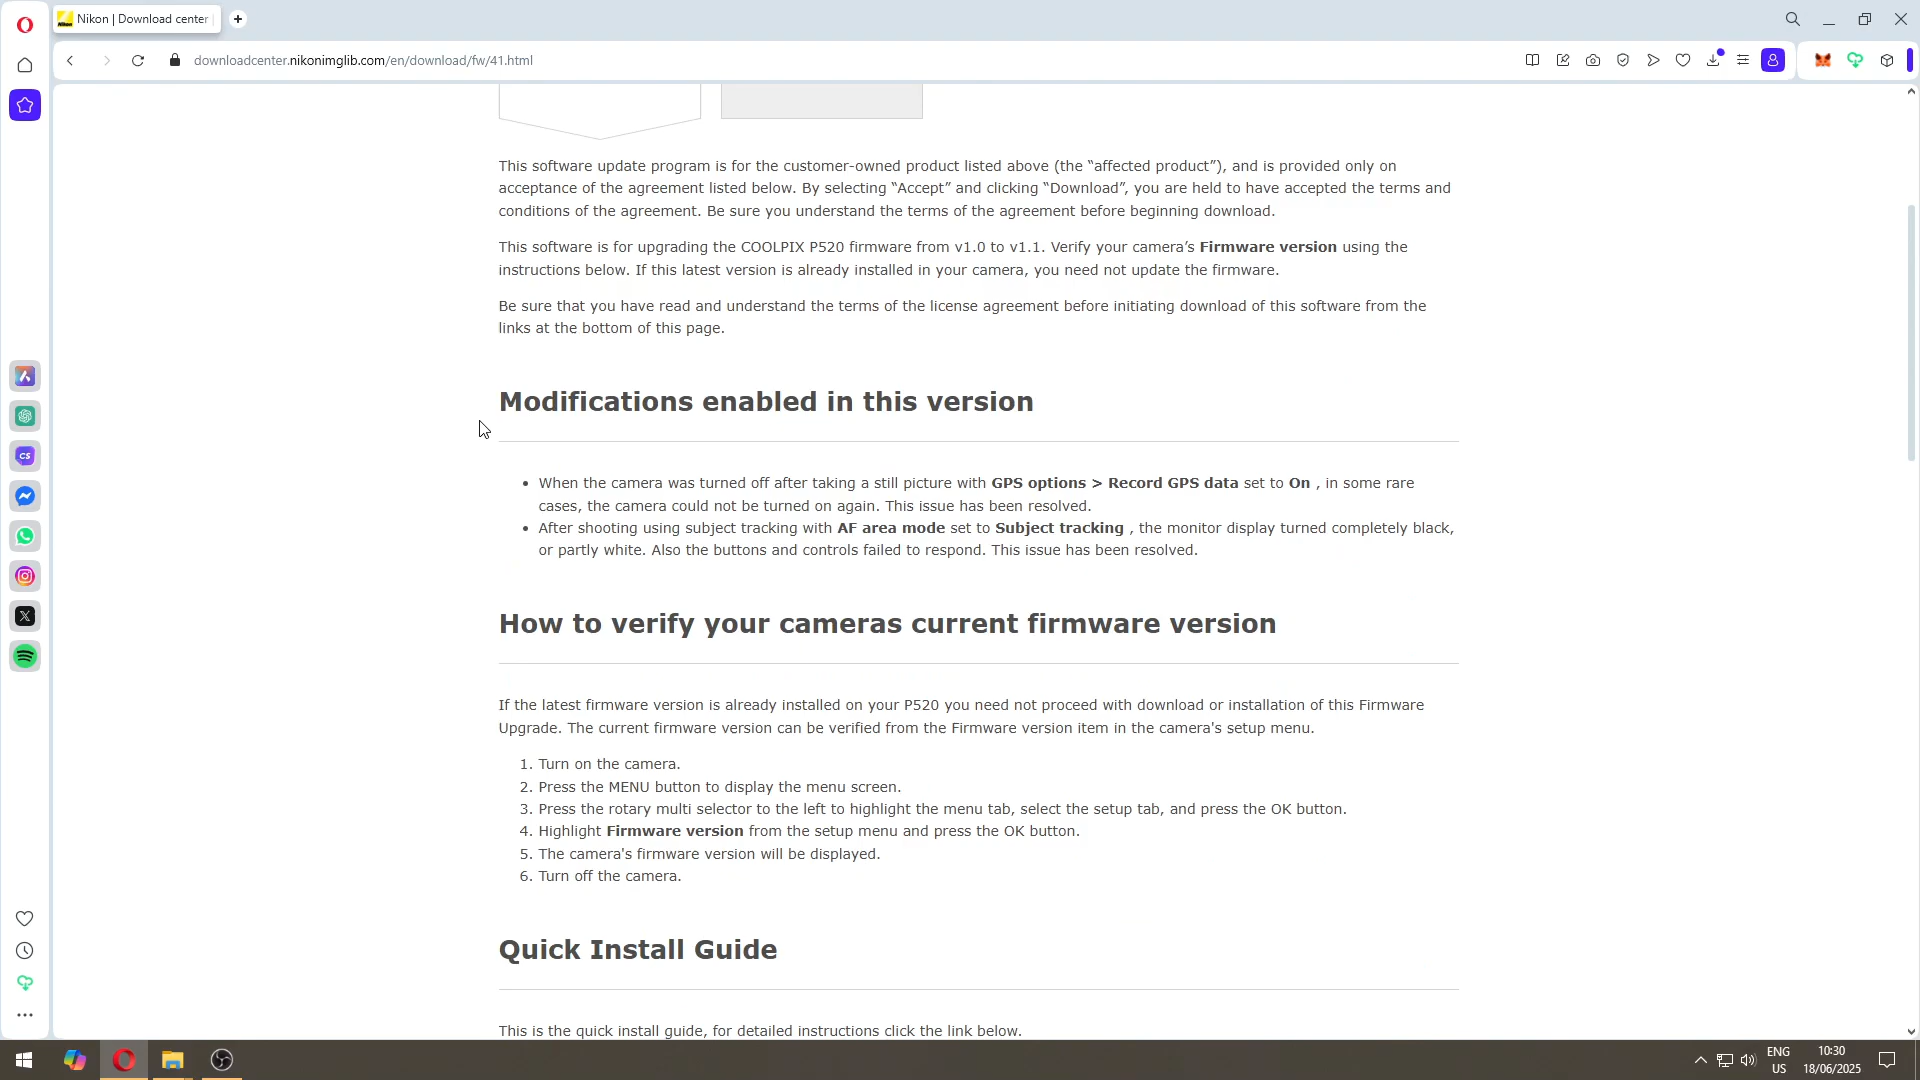 Nikon | Download center |
downloadcenter.nikonimglib.com/en/download/fw/41.html
This software update program is for the customer-owned product listed above (the “affected product”), and is provided only on
acceptance of the agreement listed below. By selecting “Accept” and clicking “Download”, you are held to have accepted the terms and
conditions of the agreement. Be sure you understand the terms of the agreement before beginning download.
This software is for upgrading the COOLPIX P520 firmware from v1.0 to v1.1. Verify your camera’s Firmware version using the
instructions below. If this latest version is already installed in your camera, you need not update the firmware.
Be sure that you have read and understand the terms of the license agreement before initiating download of this software from the
links at the bottom of this page.
Modifications enabled in this version
• When the camera was turned off after taking a still picture with GPS options > Record GPS data set to On , in some rare
cases, the camera could not be turned on again. This issue has been resolved.
• After shooting using subject tracking with AF area mode set to Subject tracking , the monitor display turned completely black,
or partly white. Also the buttons and controls failed to respond. This issue has been resolved.
How to verify your cameras current firmware version
If the latest firmware version is already installed on your P520 you need not proceed with download or installation of this Firmware
Upgrade. The current firmware version can be verified from the Firmware version item in the camera's setup menu.
1. Turn on the camera.
2. Press the MENU button to display the menu screen.
3. Press the rotary multi selector to the left to highlight the menu tab, select the setup tab, and press the OK button.
4. Highlight Firmware version from the setup menu and press the OK button.
5. The camera's firmware version will be displayed.
6. Turn off the camera.
Quick Install Guide
This is the quick install guide, for detailed instructions click the link below.
CS
ENG
US
10:30
18/06/2025